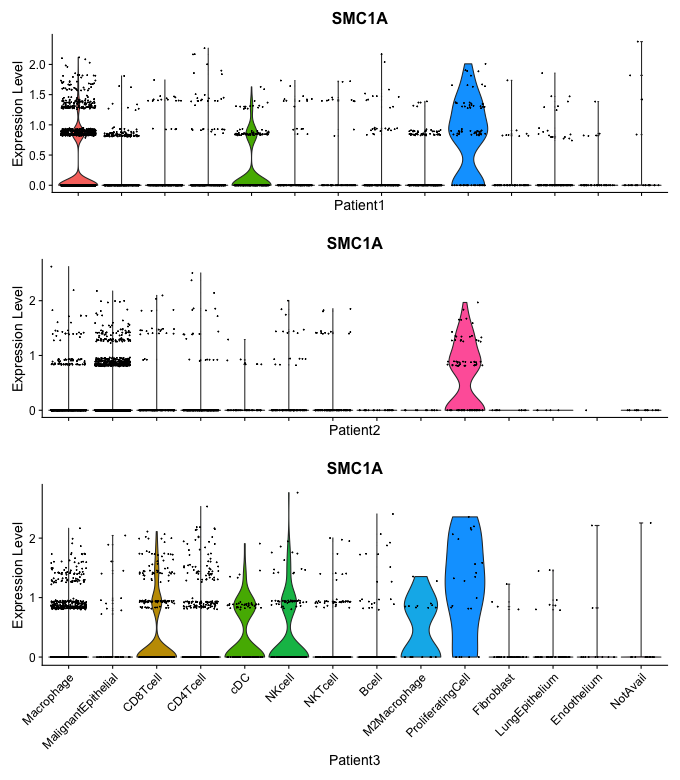 SMC1A
Expression Level
2.0
1.5
1.0
0.5
0.0
Patient1
SMC1A
Expression Level
2
1
0
Patient2
SMC1A
Expression Level
2
1
0
Macrophage
MalignantEpithelial
CD8Tcell
CD4Tcell
cDC
NKcell
NKTcell
Bcell
M2Macrophage
ProliferatingCell
Fibroblast
LungEpithelium
Endothelium
NotAvail
Patient3